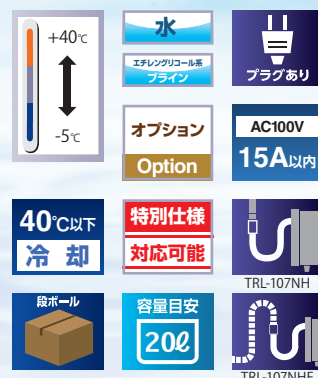 +40℃
-5℃
水
エチレングリコール系
ブライン
プラグあり
オプション
Option
AC100V
15A以内
40℃以下
冷却
特別仕様
対応可能
TRL-107NH
段ボール
容量目安
20ℓ
TRL-107NHF